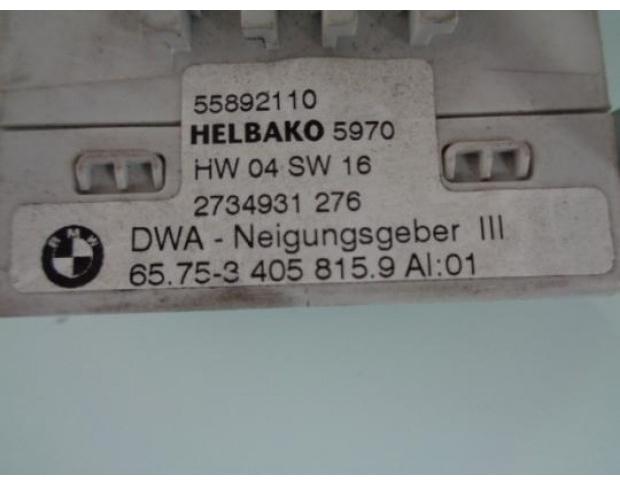 55892110
HELBAKO 5970
HW 04 SW 16
2734931 276
BMW
DWA - Neigungsgeber III
65.75-3 405 815.9 AI:01